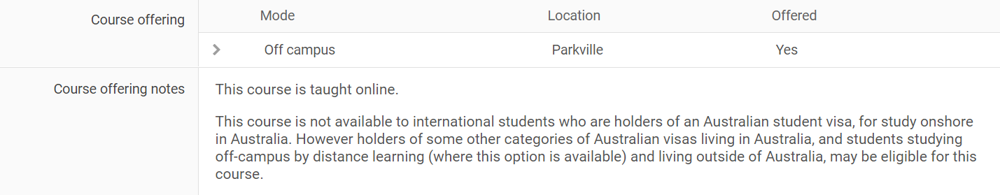 Course offering
Mode Location Offered
Off campus Parkville Yes
Course offering notes
This course is taught online.
This course is not available to international students who are holders of an Australian student visa, for study onshore
in Australia. However holders of some other categories of Australian visas living in Australia, and students studying
off-campus by distance learning (where this option is available) and living outside of Australia, may be eligible for this
course.